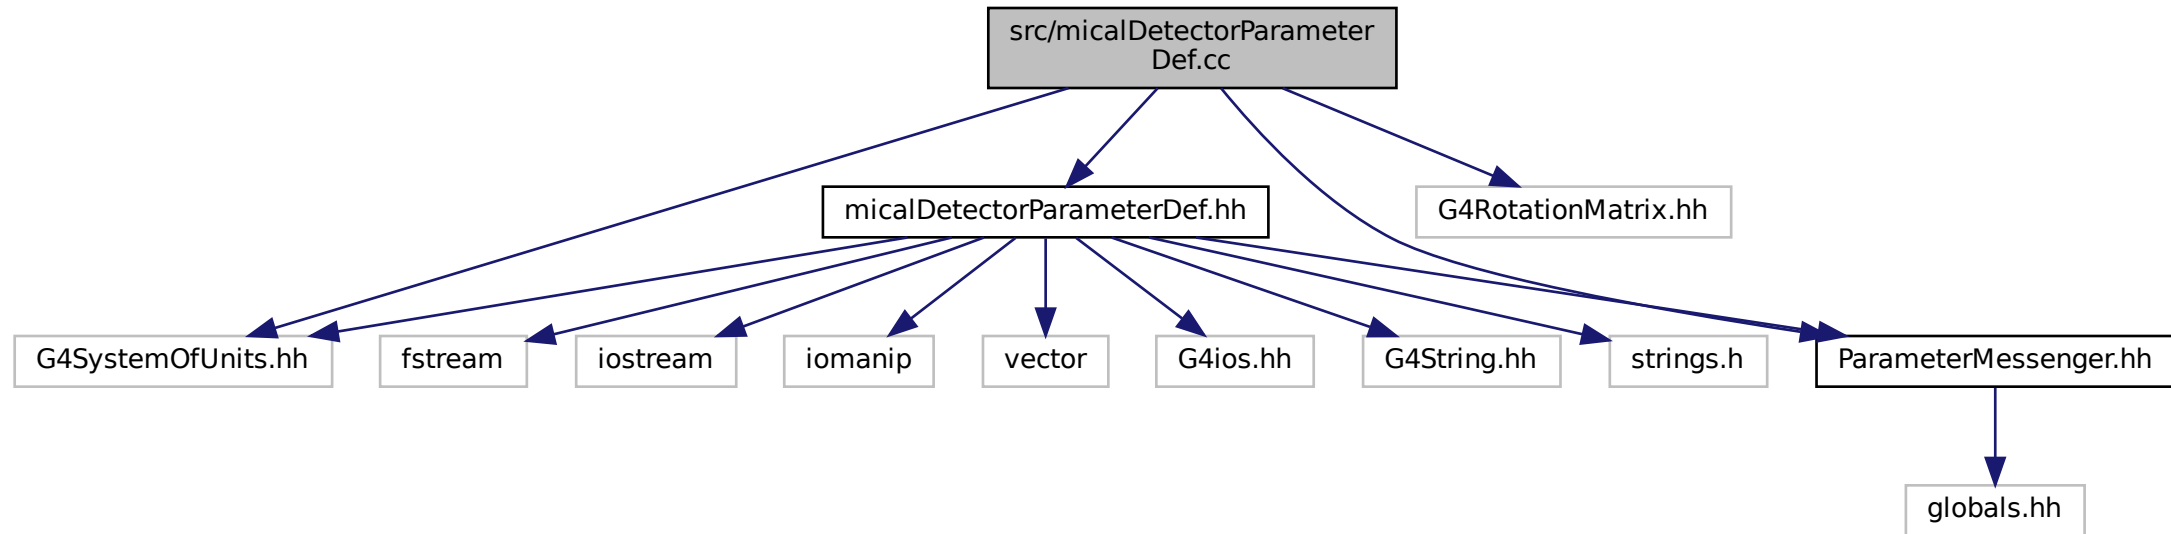 src/micalDetectorParameter
Def.cc
micalDetectorParameterDef.hh
G4RotationMatrix.hh
G4SystemOfUnits.hh
fstream
iostream
iomanip
vector
G4ios.hh
G4String.hh
strings.h
ParameterMessenger.hh
globals.hh